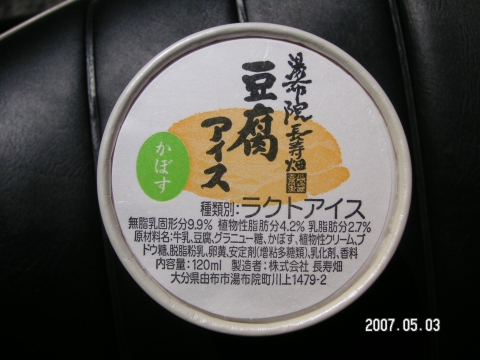 湯布院長寿畑
豆腐
アイス
かぼす
種類別:ラクトアイス
無脂乳固形分9.9% 植物性脂肪分4.2% 乳脂肪分2.7%
原材料名:牛乳、豆腐、グラニュー糖、かぼす、植物性クリーム、ブ
ドウ糖、脱脂粉乳、卵黄、安定剤(増粘多糖類)、乳化剤、香料
内容量:120ml 製造者:株式会社 長寿畑
大分県由布市湯布院町川上1479-2
2007.05.03